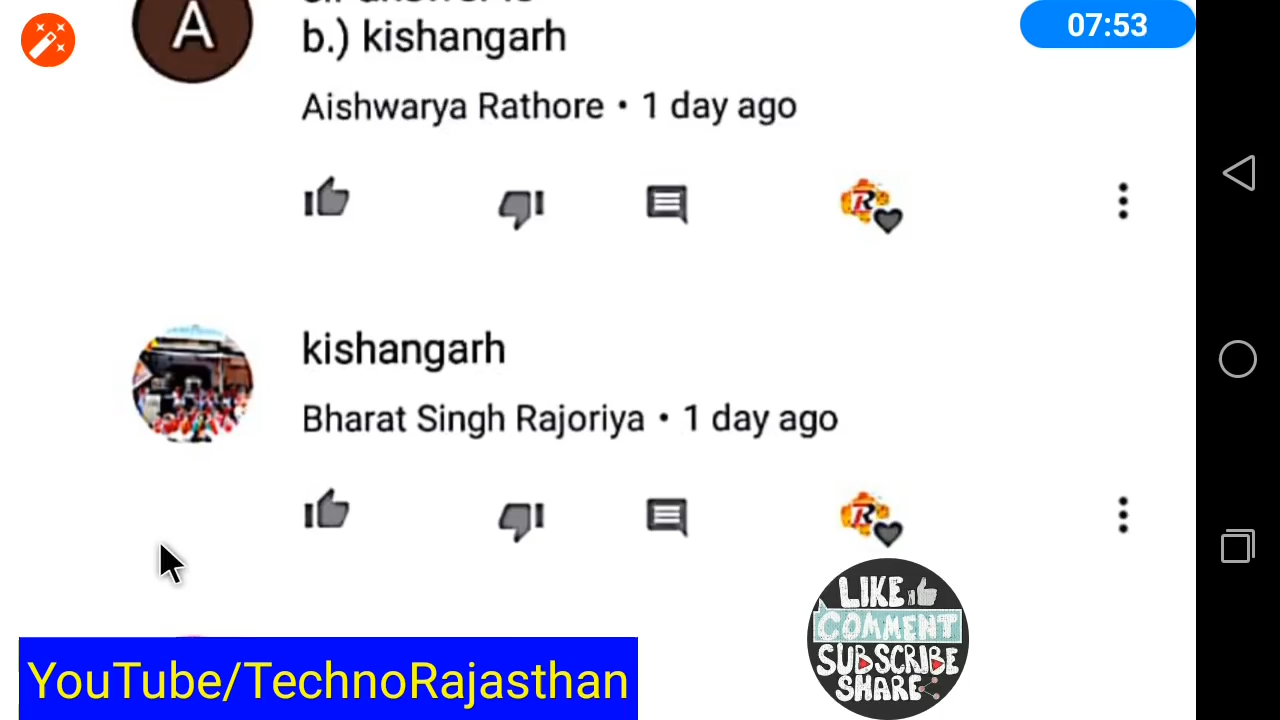 A
b.) kishangarh
07:53
Aishwarya Rathore • 1 day ago
R
kishangarh
Bharat Singh Rajoriya • 1 day ago
R
LIKE
COMMENT
SUBSCRIBE
SHARE
YouTube/TechnoRajasthan